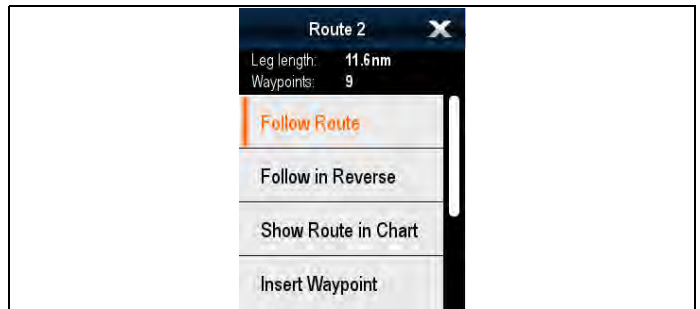 Route 2
Leg length: 11.6nm
Waypoints: 9
Follow Route
Follow in Reverse
Show Route in Chart
Insert Waypoint